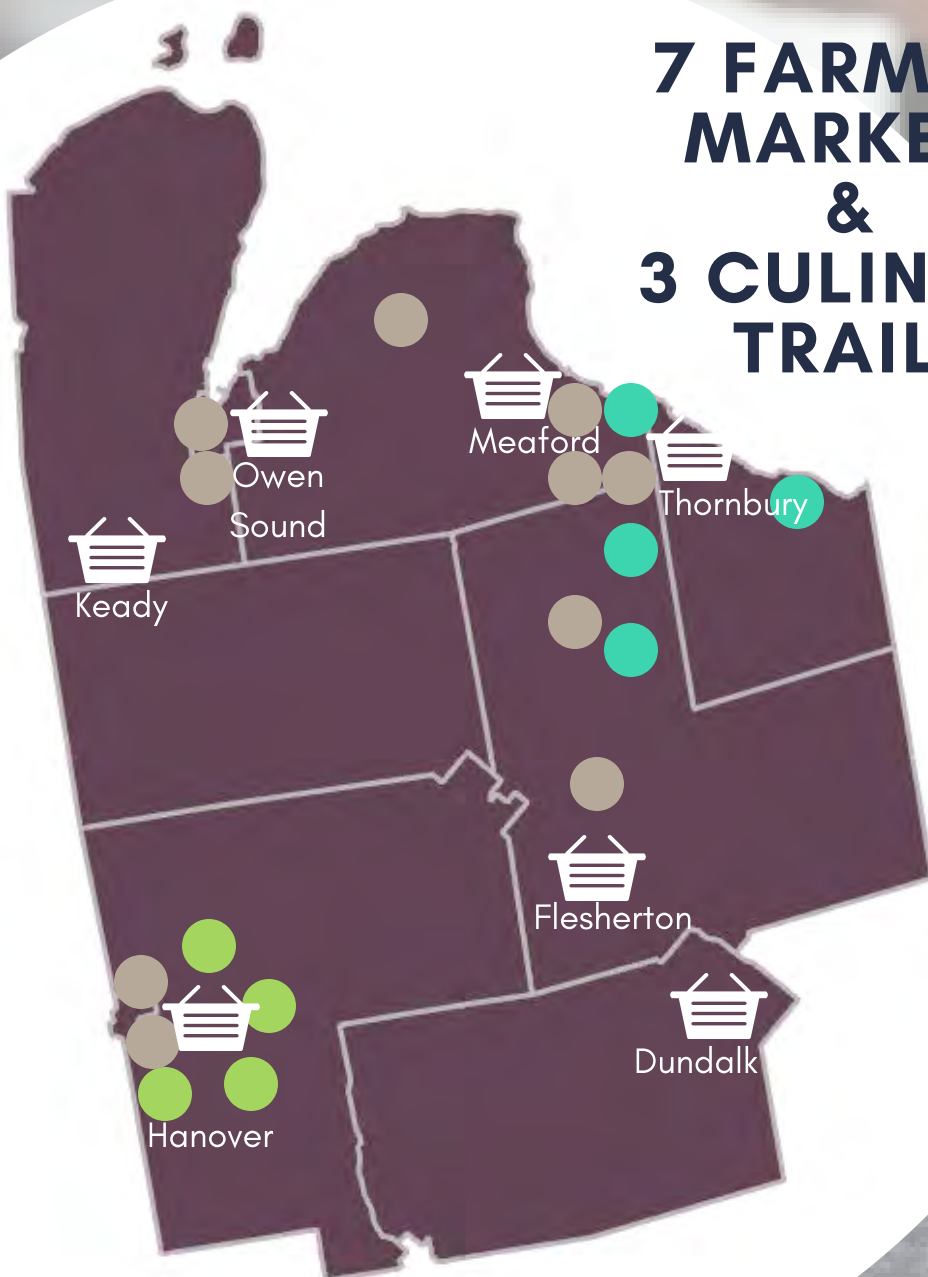 7 FARM
MARKE
&
3 CULIN
TRAIL
Meaford
Owen
Sound
Thornbury
Keady
Flesherton
Dundalk
Hanover